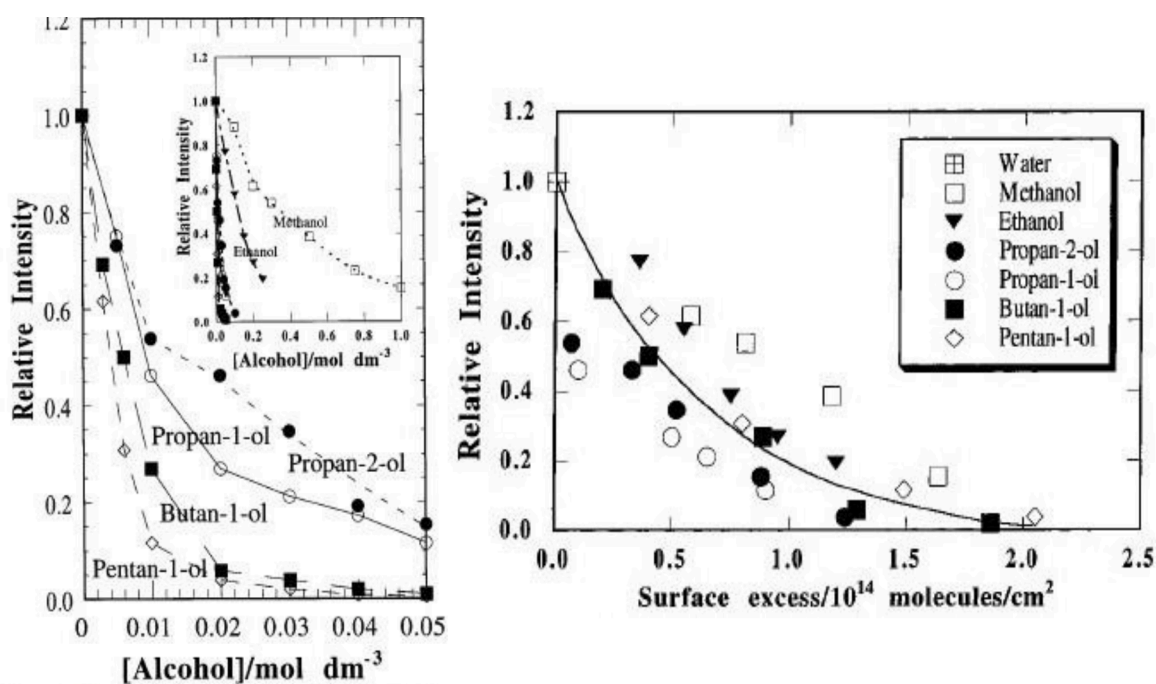 1.2
1.0
0.8
0.6
0.4
0.2
0.0
Relative Intensity
0
0.01
0.02
0.03
0.04
0.05
[Alcohol]/mol dm-3
Propan-1-ol
Propan-2-ol
Butan-1-ol
Pentan-1-ol
1.2
1.0
0.8
0.6
0.4
0.2
0.0
Relative Intensity
Methanol
Ethanol
0.0 0.2 0.4 0.6 0.8 1.0
[Alcohol]/mol dm-3
1.2
1.0
0.8
0.6
0.4
0.2
0.0
Relative Intensity
Water
Methanol
Ethanol
Propan-2-ol
Propan-1-ol
Butan-1-ol
Pentan-1-ol
0.0 0.5 1.0 1.5 2.0 2.5
Surface excess/10^14 molecules/cm^2